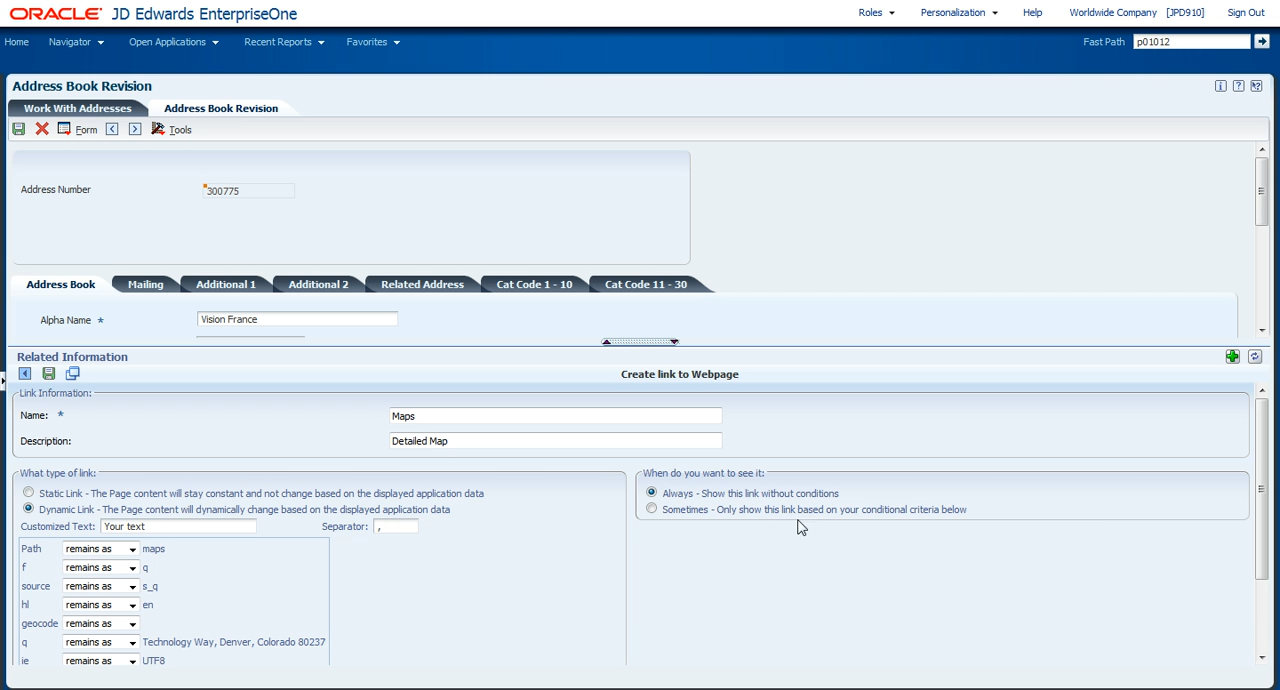 ORACLE JD Edwards EnterpriseOne
Roles Personalization Help Worldwide Company [JPD910] Sign Out
Home Navigator Open Applications Recent Reports Favorites Fast Path p01012
Address Book Revision
Work With Addresses Address Book Revision
Form Tools
Address Number 300775
Address Book Mailing Additional 1 Additional 2 Related Address Cat Code 1 - 10 Cat Code 11 - 30
Alpha Name * Vision France
Related Information
Create link to Webpage
Link Information:
Name: * Maps
Description: Detailed Map
What type of link:
Static Link - The Page content will stay constant and not change based on the displayed application data
Dynamic Link - The Page content will dynamically change based on the displayed application data
Customized Text: Your text Separator: ,
Path remains as maps
f remains as q
source remains as s_q
hl remains as en
geocode remains as
q remains as Technology Way, Denver, Colorado 80237
ie remains as UTF8
When do you want to see it:
Always - Show this link without conditions
Sometimes - Only show this link based on your conditional criteria below